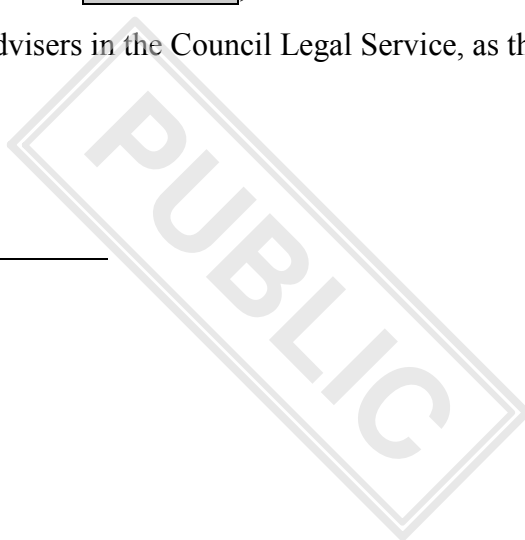 dvisers in the Council Legal Service, as th
PUBLIC